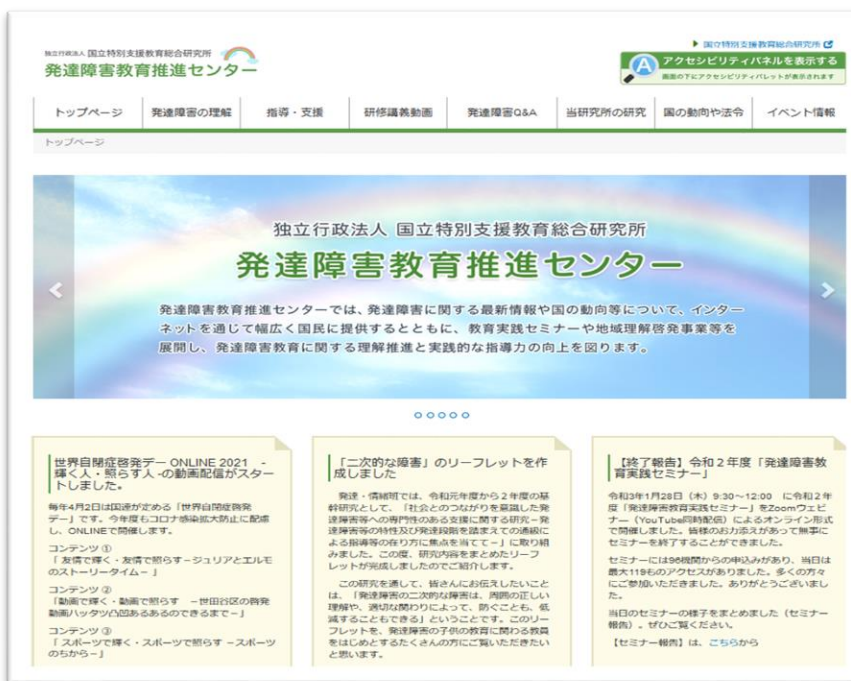 独立行政法人 国立特別支援教育総合研究所
発達障害教育推進センター
国立特別支援教育総合研究所
アクセシビリティパネルを表示する
画面の下にアクセシビリティパレットが表示されます
トップページ 発達障害の理解 指導・支援 研修講義動画 発達障害Q&A 当研究所の研究 国の動向や法令 イベント情報
トップページ
独立行政法人 国立特別支援教育総合研究所
発達障害教育推進センター
発達障害教育推進センターでは、発達障害に関する最新情報や国の動向等について、インター
ネットを通じて幅広く国民に提供するとともに、教育実践セミナーや地域理解啓発事業等を
展開し、発達障害教育に関する理解推進と実践的な指導力の向上を図ります。
世界自閉症啓発デー ONLINE 2021 -
輝く人・照らす人-の動画配信がスター
トしました。
毎年4月2日は国連が定める「世界自閉症啓発
デー」です。今年度もコロナ感染拡大防止に配慮
し、ONLINEで開催します。
コンテンツ①
「友情で輝く・友情で照らす－ジュリアとエルモ
のストーリータイム－」
コンテンツ②
「動画で輝く・動画で照らす －世田谷区の啓発
動画ハッタツ凸凹あるあるのできるまで－」
コンテンツ③
「スポーツで輝く・スポーツで照らす －スポーツ
のちから－」
「二次的な障害」のリーフレットを作
成しました
発達・情緒班では、令和元年度から２年度の基
幹研究として、「社会とのつながりを意識した発
達障害等への専門性のある支援に関する研究－発
達障害等の特性及び発達段階を踏まえての通級に
よる指導等の在り方に焦点を当てて－」に取り組
みました。この度、研究内容をまとめたリーフ
レットが完成しましたのでご紹介します。
この研究を通して、皆さんにお伝えしたいこと
は、「発達障害の二次的な障害は、周囲の正しい
理解や、適切な関わりによって、防ぐことも、低
減することもできる」ということです。このリー
フレットを、発達障害の子供の教育に関わる教員
をはじめとするたくさんの方にご覧いただきたい
と思います。
【終了報告】令和２年度「発達障害教
育実践セミナー」
令和3年1月28日（木）9:30～12:00 に令和２年
度「発達障害教育実践セミナー」をZoomウェビ
ナー（YouTube同時配信）によるオンライン形式
で開催しました。皆様のお力添えがあって無事に
セミナーを終了することができました。
セミナーには96機関からの申込みがあり、当日は
最大119ものアクセスがありました。多くの方々
にご参加いただきました。ありがとうございまし
た。
当日のセミナーの様子をまとめました（セミナー
報告）。ぜひご覧ください。
【セミナー報告】は、こちらから